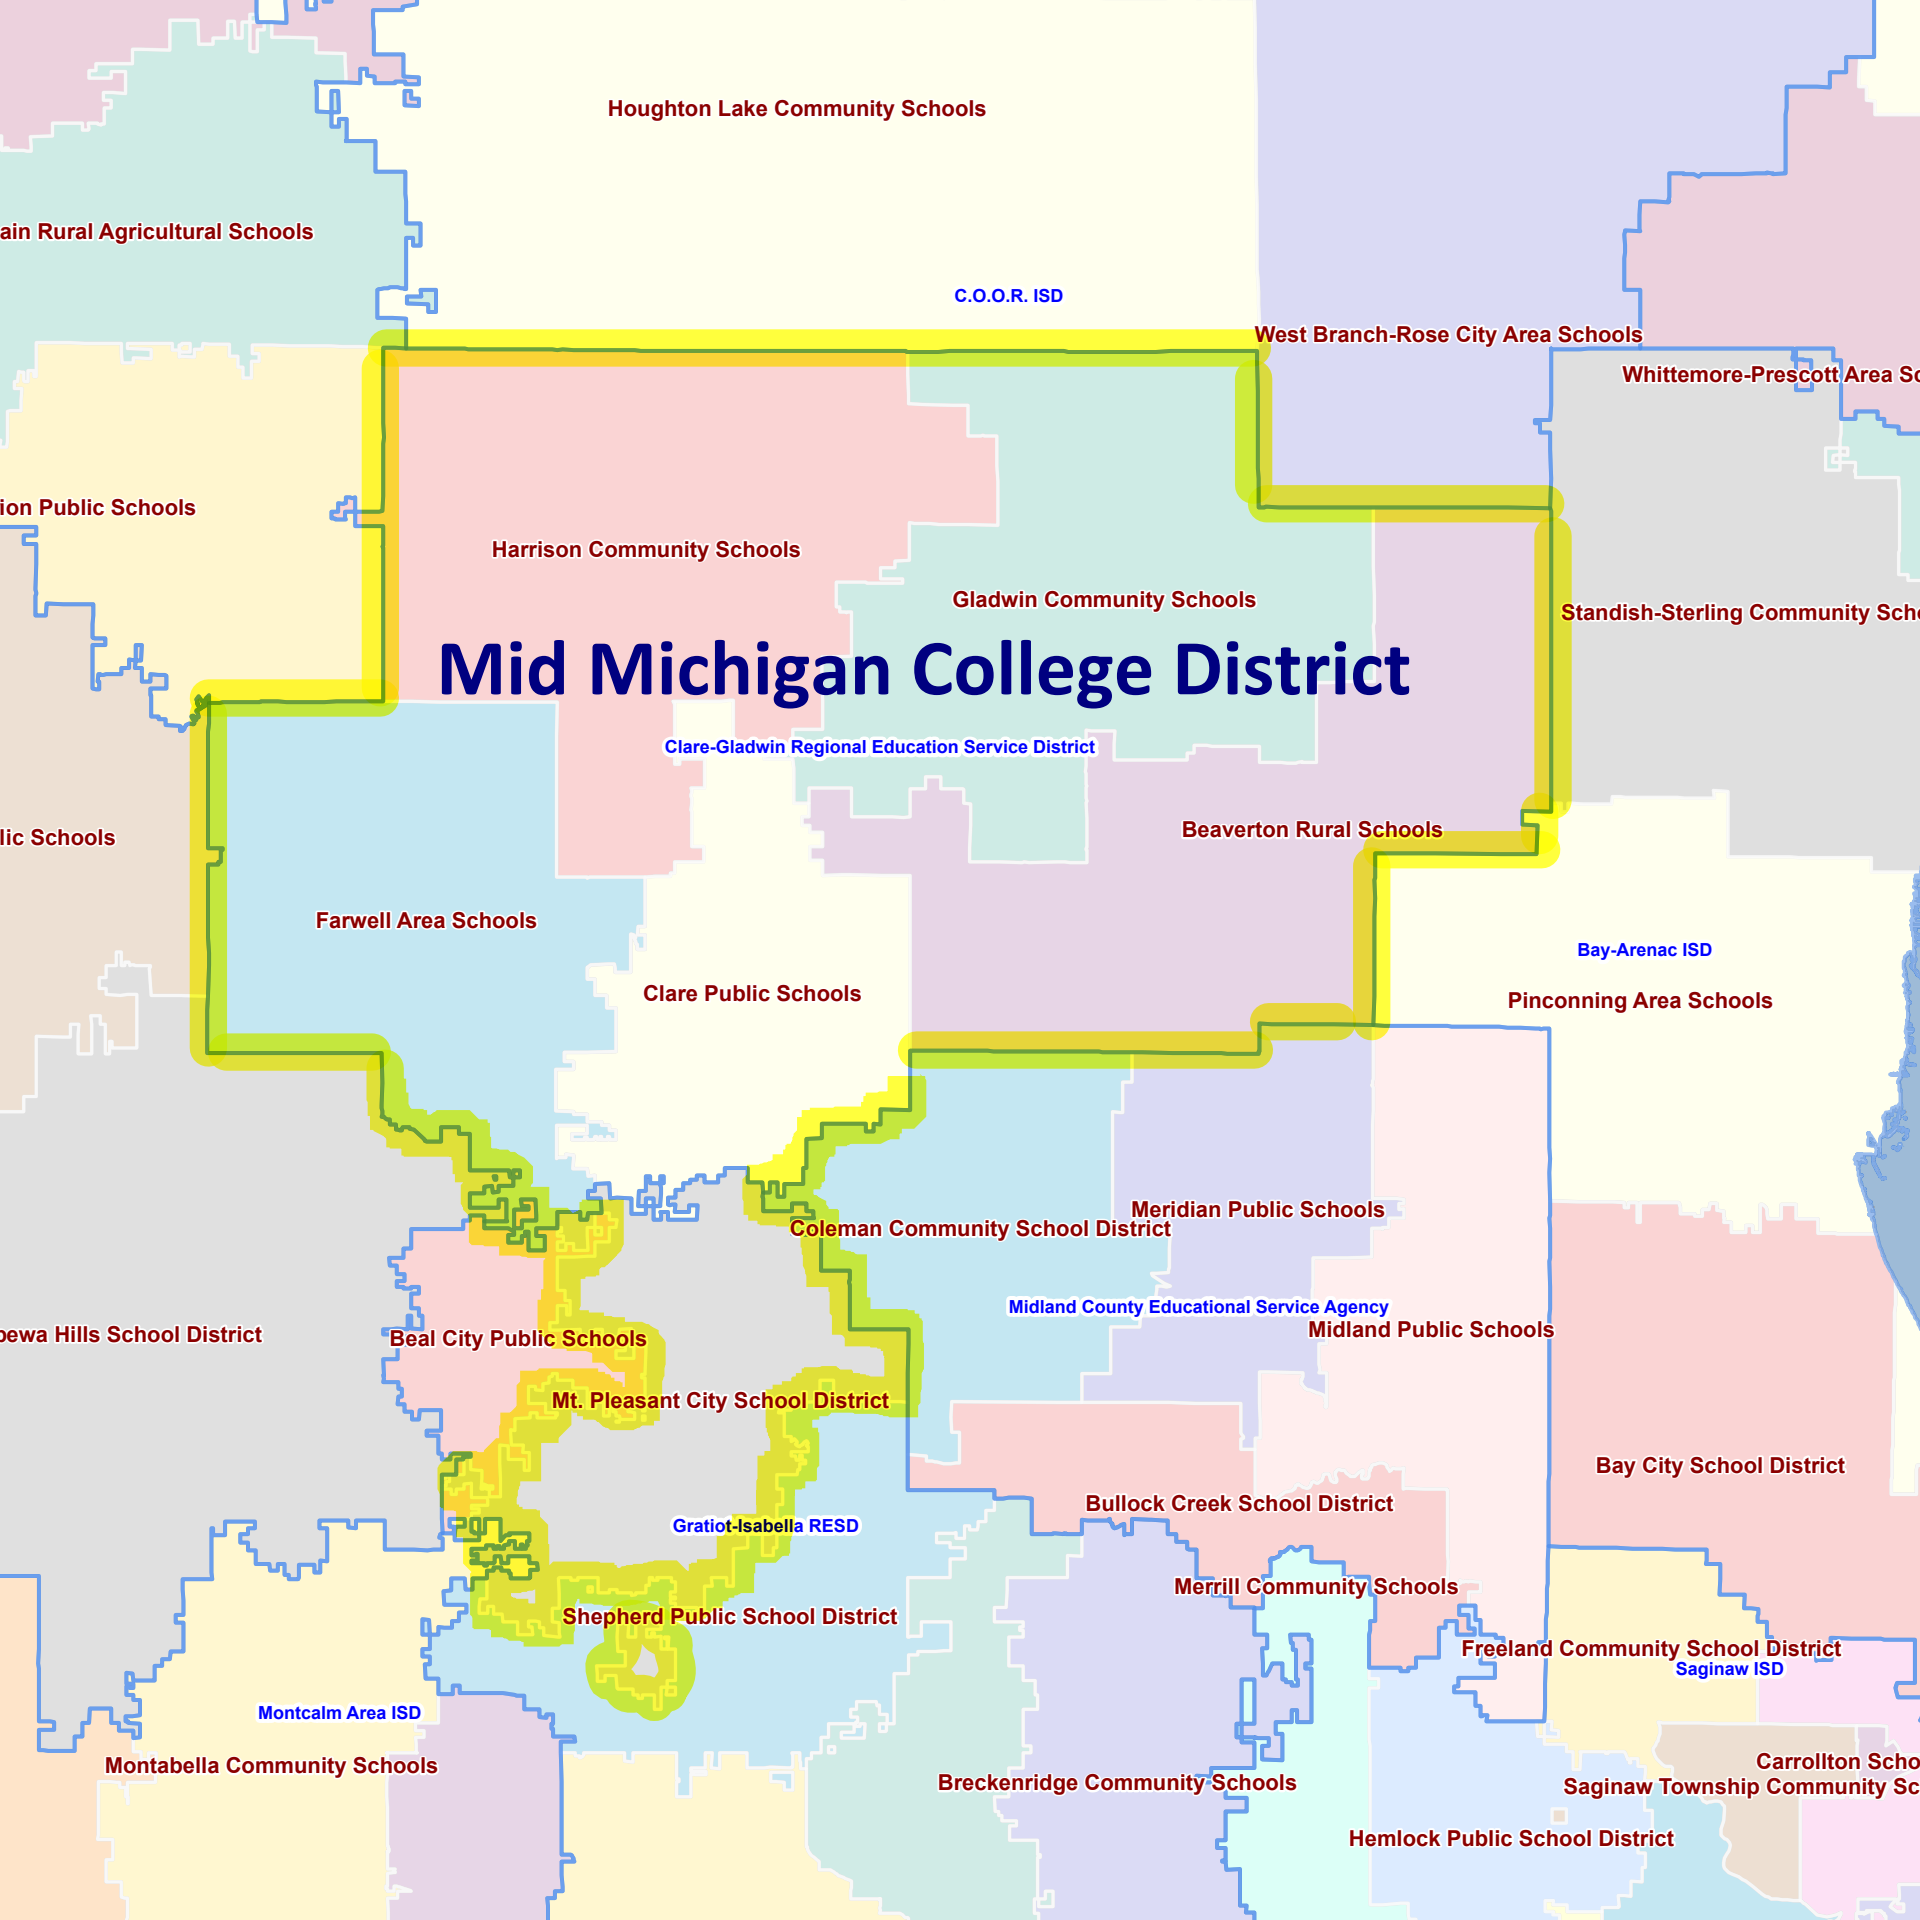 Houghton Lake Community Schools
ain Rural Agricultural Schools
C.O.O.R. ISD
West Branch-Rose City Area Schools
Whittemore-Prescott Area Sc
ion Public Schools
Harrison Community Schools
Gladwin Community Schools
Standish-Sterling Community Scho
Mid Michigan College District
Clare-Gladwin Regional Education Service District
Beaverton Rural Schools
lic Schools
Farwell Area Schools
Bay-Arenac ISD
Clare Public Schools
Pinconning Area Schools
Meridian Public Schools
Coleman Community School District
Midland County Educational Service Agency
Midland Public Schools
pewa Hills School District
Beal City Public Schools
Mt. Pleasant City School District
Bay City School District
Bullock Creek School District
Gratiot-Isabella RESD
Merrill Community Schools
Shepherd Public School District
Freeland Community School District
Saginaw ISD
Montcalm Area ISD
Montabella Community Schools
Carrollton Scho
Breckenridge Community Schools
Saginaw Township Community Sc
Hemlock Public School District